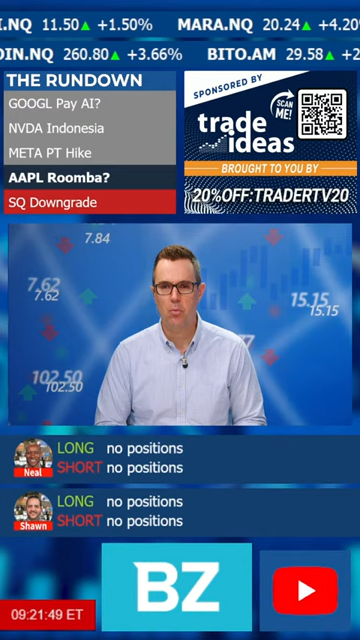 I.NQ 11.50▲ +1.50% MARA.NQ 20.24▲ +4.20%
OIN.NQ 260.80▲ +3.66% BITO.AM 29.58▲ +2
THE RUNDOWN
GOOGL Pay AI?
NVDA Indonesia
META PT Hike
AAPL Roomba?
SQ Downgrade
SPONSORED BY
SCAN
ME!
trade
ideas
BROUGHT TO YOU BY
20%OFF:TRADERTV20
7.84
7.62
7.62
15.15
15.15
102.50
102.50
LONG no positions
SHORT no positions
Neal
LONG no positions
SHORT no positions
Shawn
BZ
09:21:49 ET